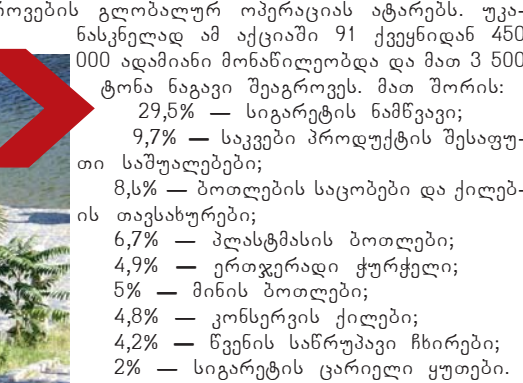 როვების გლობალურ ოპერაციას ატარებს. უკა-
ნასკნელად ამ აქციაში 91 ქვეყნიდან 450
000 ადამიანი მონაწილეობდა და მათ 3 500
ტონა ნაგავი შეაგროვეს. მათ შორის:
29,5% — სიგარეტის ნამწვავი;
9,7% — საკვები პროდუქტის შესაფუ-
თი საშუალებები;
8,ს% — ბოთლების საცობები და ქილებ-
ის თავსახურები;
6,7% — პლასტმასის ბოთლები;
4,9% — ერთჯერადი ჭურჭელი;
5% — მინის ბოთლები;
4,8% — კონსერვის ქილები;
4,2% — წვენის საწრუპავი ჩხირები;
2% — სიგარეტის ცარიელი ყუთები.